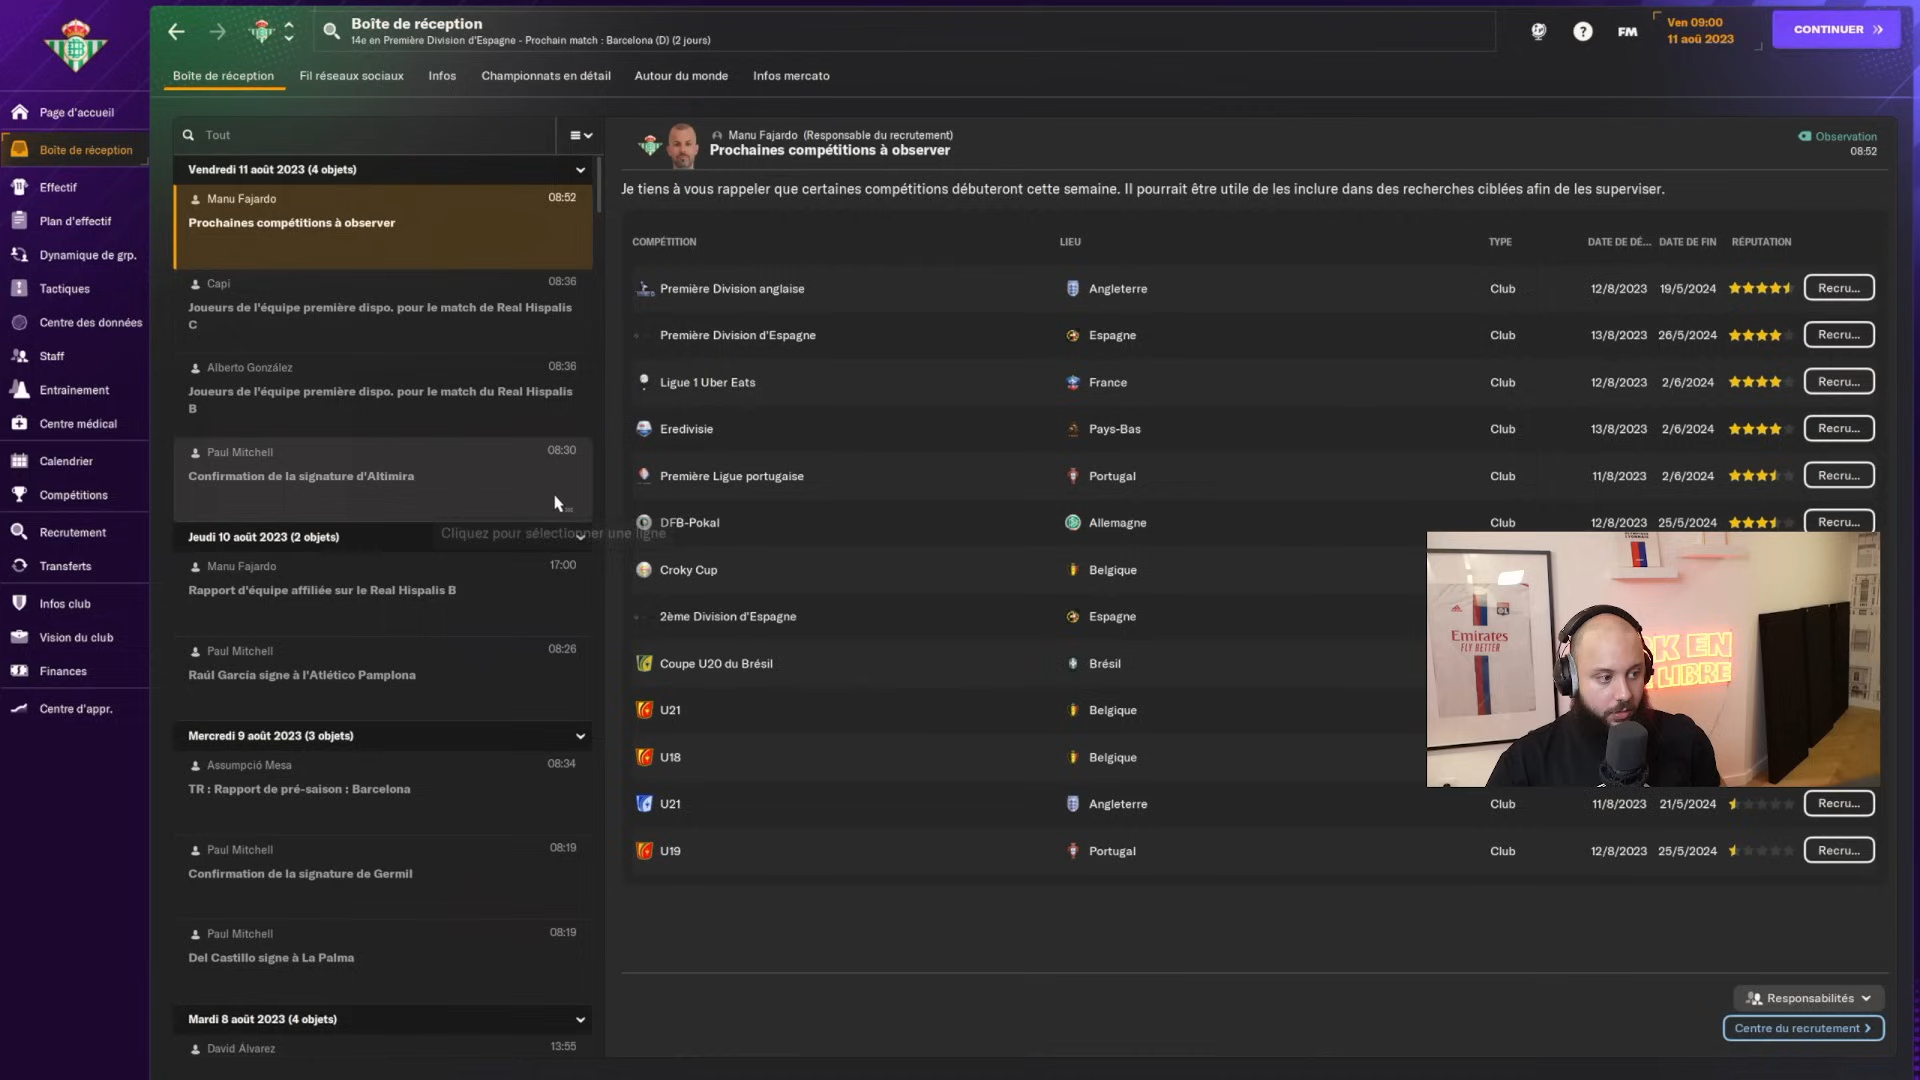 Boîte de réception
14e en Première Division d'Espagne - Prochain match : Barcelona (D) (2 jours)
FM
Ven 09:00
11 aoû 2023
CONTINUER
Boîte de réception
Fil réseaux sociaux
Infos
Championnats en détail
Autour du monde
Infos mercato
Page d'accueil
Boîte de réception
Effectif
Plan d'effectif
Dynamique de grp.
Tactiques
Centre des données
Staff
Entraînement
Centre médical
Calendrier
Compétitions
Recrutement
Transferts
Infos club
Vision du club
Finances
Centre d'appr.
Tout
Vendredi 11 août 2023 (4 objets)
Manu Fajardo 08:52
Prochaines compétitions à observer
Capi 08:36
Joueurs de l'équipe première dispo. pour le match de Real Hispalis
C
Alberto González 08:36
Joueurs de l'équipe première dispo. pour le match du Real Hispalis
B
Paul Mitchell 08:30
Confirmation de la signature d'Altimira
Cliquez pour sélectionner une ligne
Jeudi 10 août 2023 (2 objets)
Manu Fajardo 17:00
Rapport d'équipe affiliée sur le Real Hispalis B
Paul Mitchell 08:26
Raúl García signe à l'Atlético Pamplona
Mercredi 9 août 2023 (3 objets)
Assumpció Mesa 08:34
TR : Rapport de pré-saison : Barcelona
Paul Mitchell 08:19
Confirmation de la signature de Germil
Paul Mitchell 08:19
Del Castillo signe à La Palma
Mardi 8 août 2023 (4 objets)
David Álvarez 13:55
Manu Fajardo (Responsable du recrutement)
Prochaines compétitions à observer
Observation
08:52
Je tiens à vous rappeler que certaines compétitions débuteront cette semaine. Il pourrait être utile de les inclure dans des recherches ciblées afin de les superviser.
COMPÉTITION LIEU TYPE DATE DE DÉ... DATE DE FIN RÉPUTATION
Première Division anglaise Angleterre Club 12/8/2023 19/5/2024 Recru...
Première Division d'Espagne Espagne Club 13/8/2023 26/5/2024 Recru...
Ligue 1 Uber Eats France Club 12/8/2023 2/6/2024 Recru...
Eredivisie Pays-Bas Club 13/8/2023 2/6/2024 Recru...
Première Ligue portugaise Portugal Club 11/8/2023 2/6/2024 Recru...
DFB-Pokal Allemagne Club 12/8/2023 25/5/2024 Recru...
Croky Cup Belgique
2ème Division d'Espagne Espagne
Coupe U20 du Brésil Brésil
U21 Belgique
U18 Belgique
U21 Angleterre Club 11/8/2023 21/5/2024 Recru...
U19 Portugal Club 12/8/2023 25/5/2024 Recru...
Emirates
FLY BETTER
OL
K EN
LIBRE
Responsabilités
Centre du recrutement